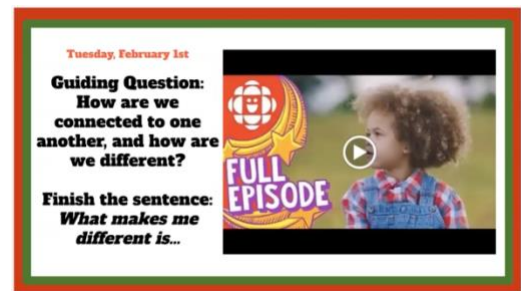 Tuesday, February 1st
Guiding Question:
How are we
connected to one
another, and how are
we different?
Finish the sentence:
What makes me
different is...
FULL
EPISODE